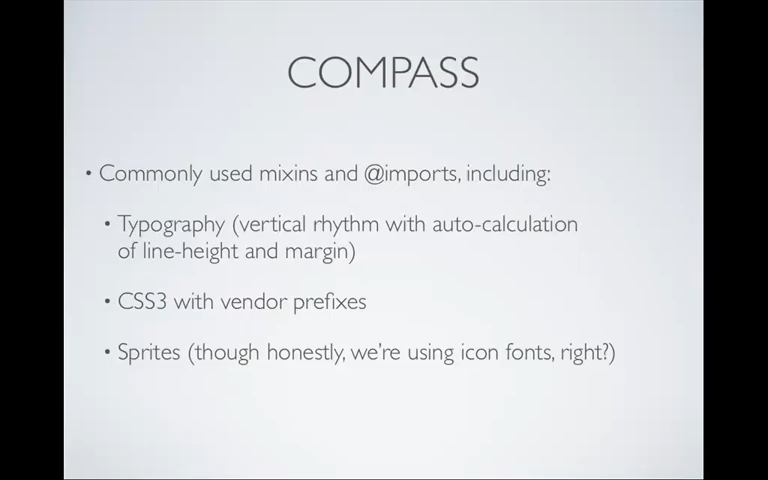 COMPASS
• Commonly used mixins and @imports, including:
• Typography (vertical rhythm with auto-calculation
of line-height and margin)
• CSS3 with vendor prefixes
• Sprites (though honestly, we're using icon fonts, right?)